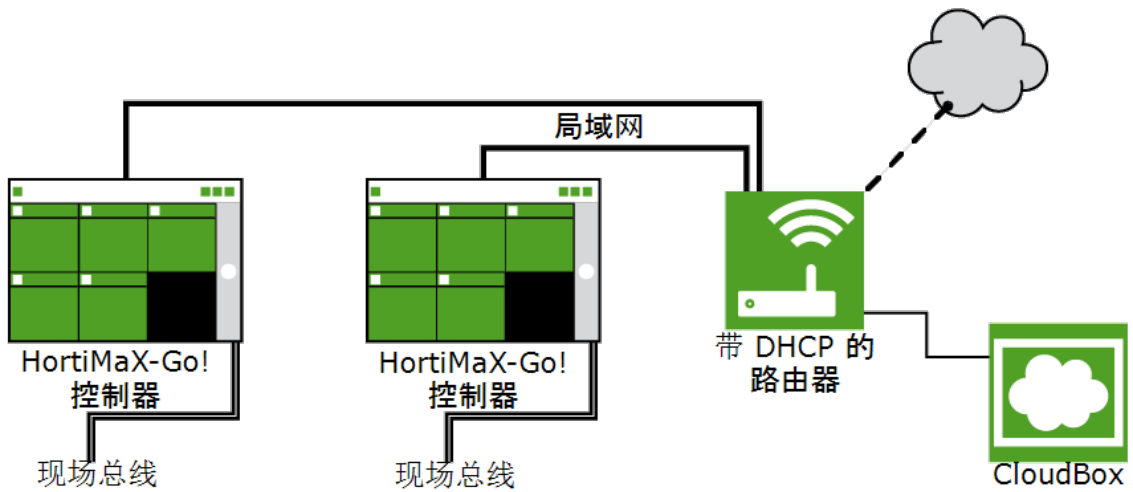 局域网
HortiMaX-Go!
控制器
HortiMaX-Go!
控制器
带 DHCP 的
路由器
现场总线
现场总线
CloudBox